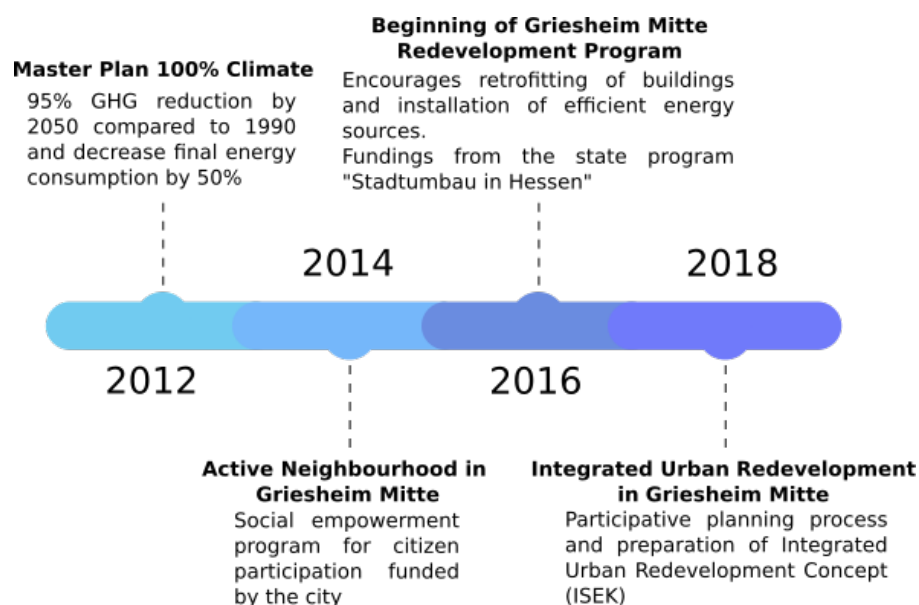 Master Plan 100% Climate
95% GHG reduction by
2050 compared to 1990
and decrease final energy
consumption by 50%
Beginning of Griesheim Mitte
Redevelopment Program
Encourages retrofitting of buildings
and installation of efficient energy
sources.
Fundings from the state program
"Stadtumbau in Hessen"
2014
2018
2012
2016
Active Neighbourhood in
Griesheim Mitte
Social empowerment
program for citizen
participation funded
by the city
Integrated Urban Redevelopment
in Griesheim Mitte
Participative planning process
and preparation of Integrated
Urban Redevelopment Concept
(ISEK)